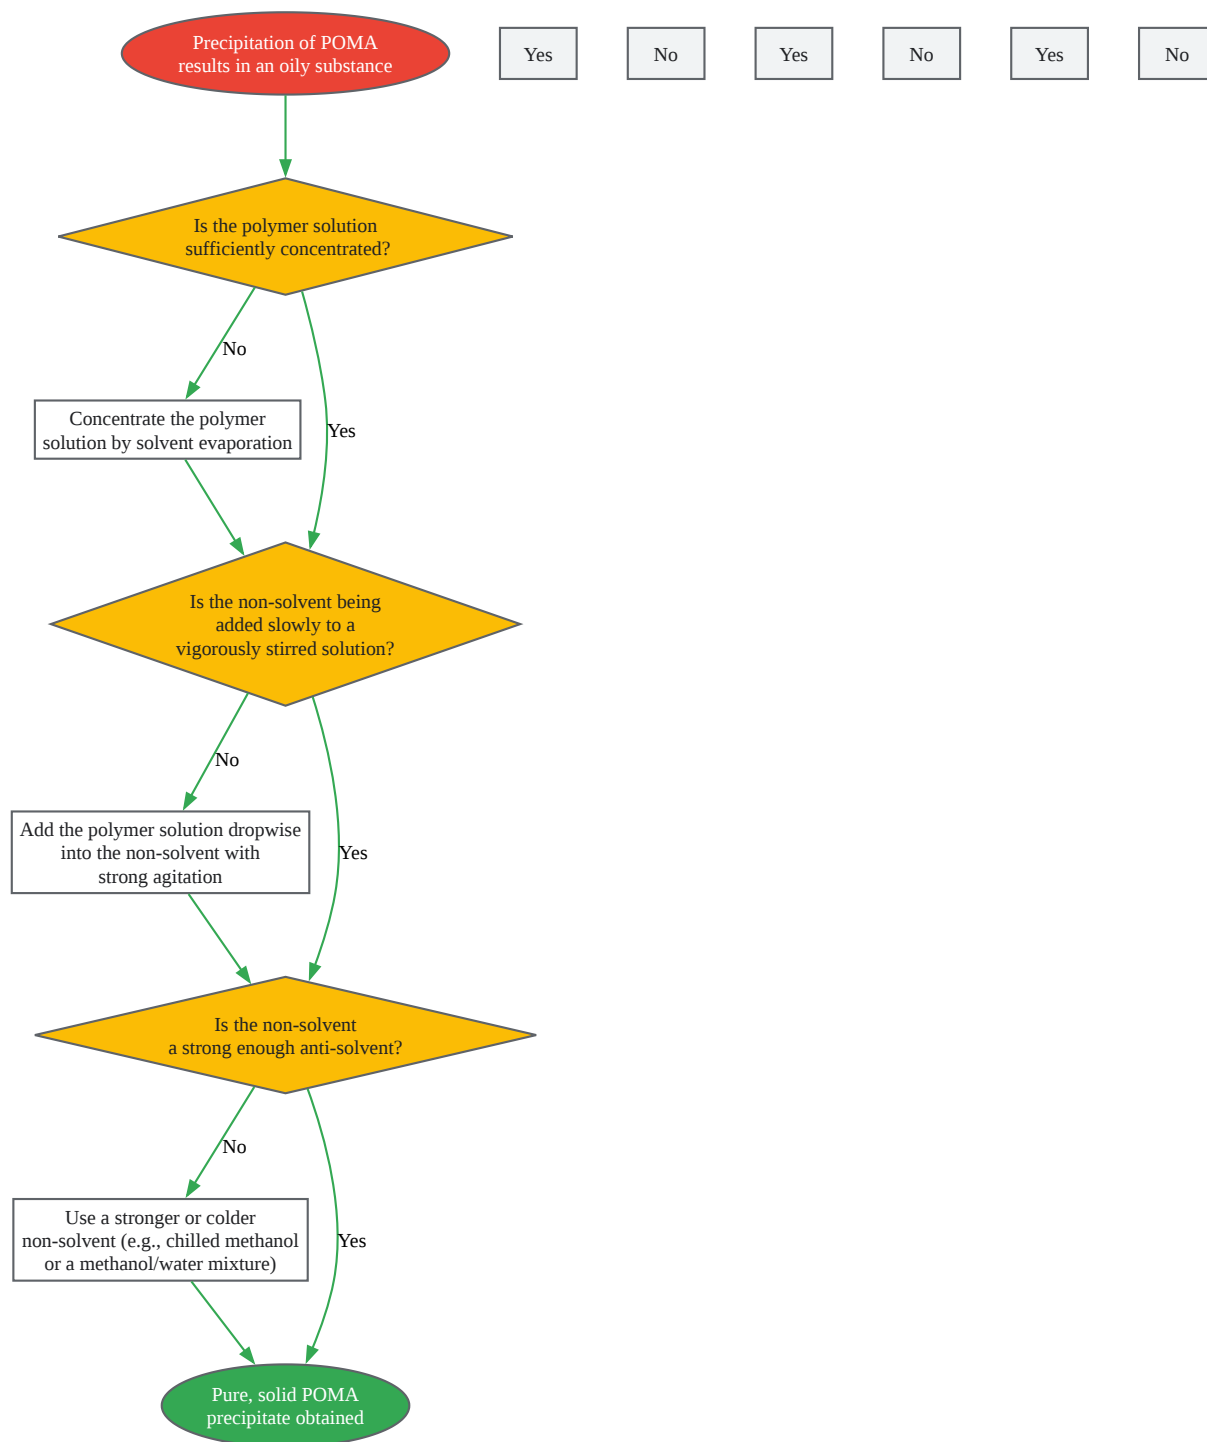 Precipitation of POMA
results in an oily substance
Yes
No
Yes
No
Yes
No
Is the polymer solution
sufficiently concentrated?
No
Concentrate the polymer
solution by solvent evaporation
Yes
Is the non-solvent being
added slowly to a
vigorously stirred solution?
No
Add the polymer solution dropwise
into the non-solvent with
strong agitation
Yes
Is the non-solvent
a strong enough anti-solvent?
No
Use a stronger or colder
non-solvent (e.g., chilled methanol
or a methanol/water mixture)
Yes
Pure, solid POMA
precipitate obtained